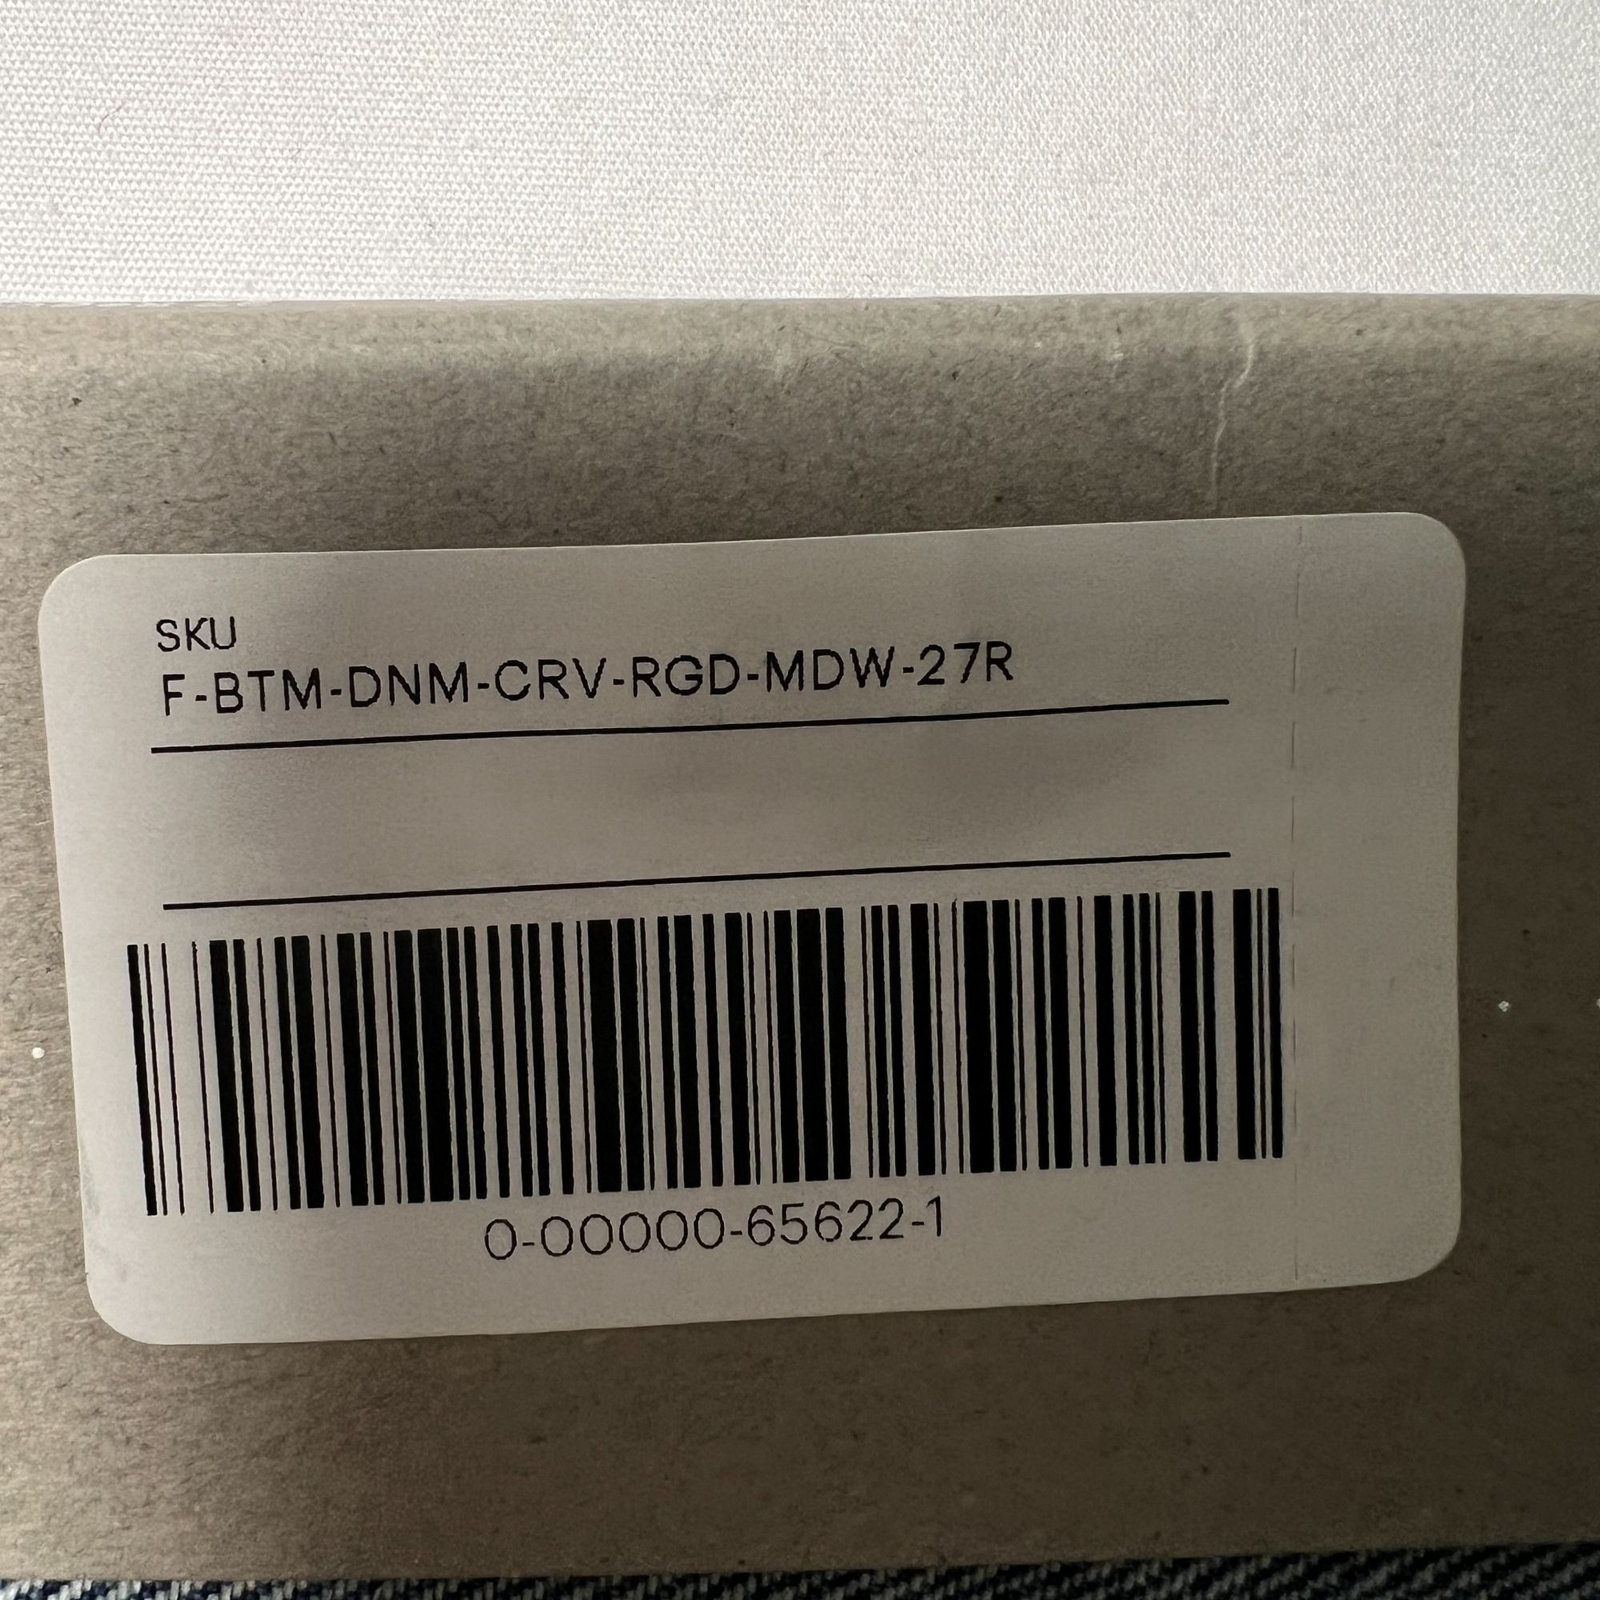 SKU
F-BTM-DNM-CRV-RGD-MDW-27R
0-00000-65622-1